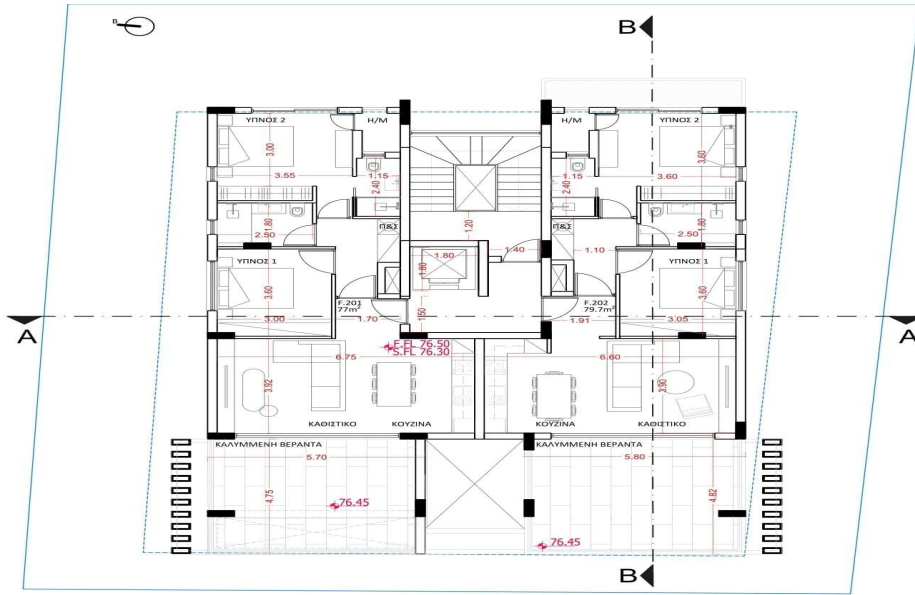 B
B
ΥΠΝΟΣ 2
Η/Μ
Η/Μ
ΥΠΝΟΣ 2
3.00
3.60
3.55
1.15
1.15
3.60
2.40
2.40
1.80
Π&Σ
1.20
Π&Σ
1.60
2.50
1.80
1.40
1.10
2.50
ΥΠΝΟΣ 1
1.80
ΥΠΝΟΣ 1
3.60
3.60
F.201
77m²
F.202
79.7m²
3.00
1.70
1.50
1.91
3.05
A
A
F.FL 76.50
S.FL 76.30
6.75
6.60
3.92
3.90
ΚΑΘΙΣΤΙΚΟ
ΚΟΥΖΙΝΑ
ΚΟΥΖΙΝΑ
ΚΑΘΙΣΤΙΚΟ
ΚΑΛΥΜΜΕΝΗ ΒΕΡΑΝΤΑ
ΚΑΛΥΜΜΕΝΗ ΒΕΡΑΝΤΑ
5.70
5.80
4.75
4.82
76.45
76.45
B